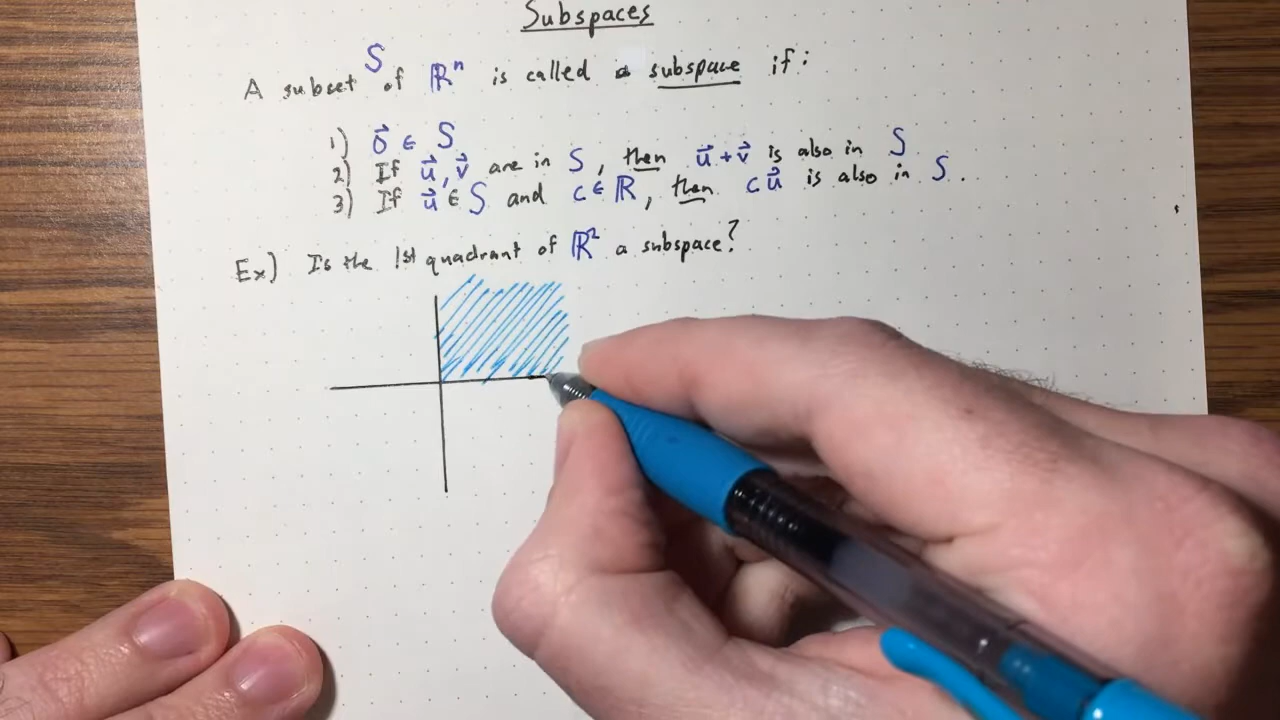 Subspaces
A subset S of ℝⁿ is called a subspace if:
1) 0⃗ ∈ S
2) If u⃗, v⃗ are in S, then u⃗ + v⃗ is also in S
3) If u⃗ ∈ S and c ∈ ℝ, then cu⃗ is also in S.
Ex) Is the 1st quadrant of ℝ² a subspace?